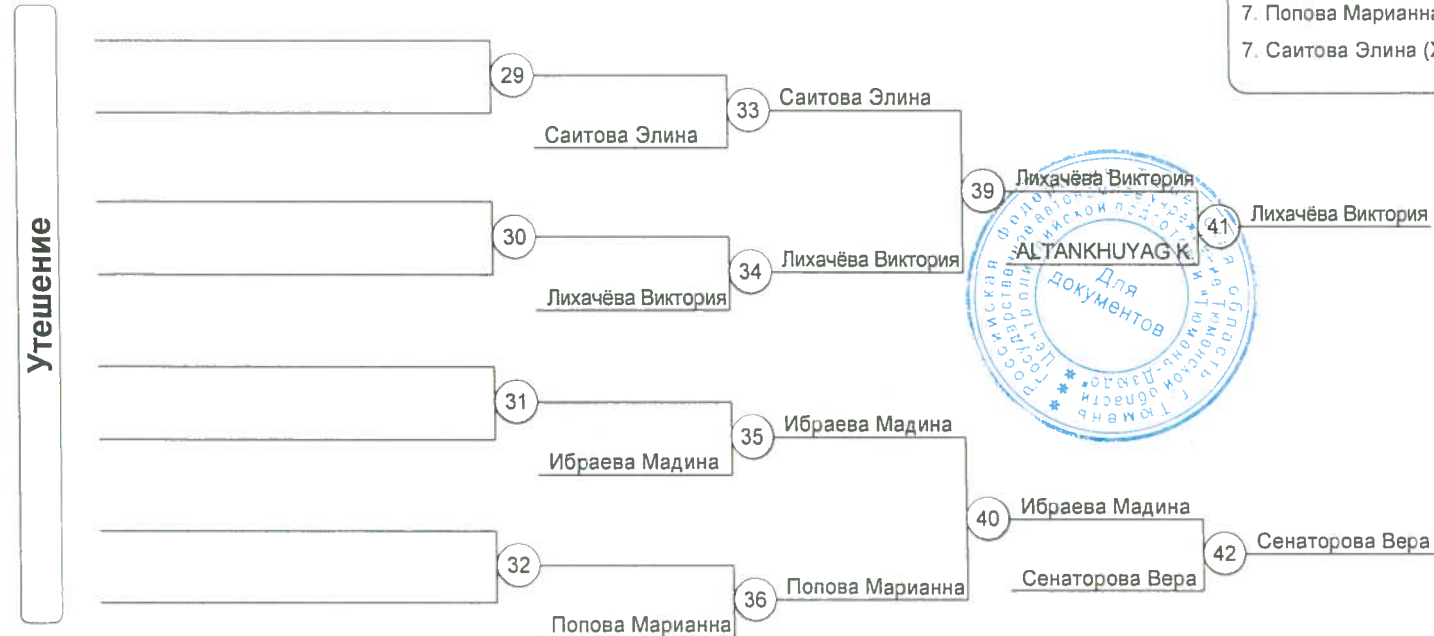 7. Попова Марианна
7. Саитова Элина
Утешение
29
33
Саитова Элина
Саитова Элина
39
Лихачёва Виктория
30
34
Лихачёва Виктория
Лихачёва Виктория
ALTANKHUYAG K.
41
Лихачёва Виктория
Для
документов
31
35
Ибраева Мадина
Ибраева Мадина
40
Ибраева Мадина
32
36
Попова Марианна
Попова Марианна
Сенаторова Вера
42
Сенаторова Вера